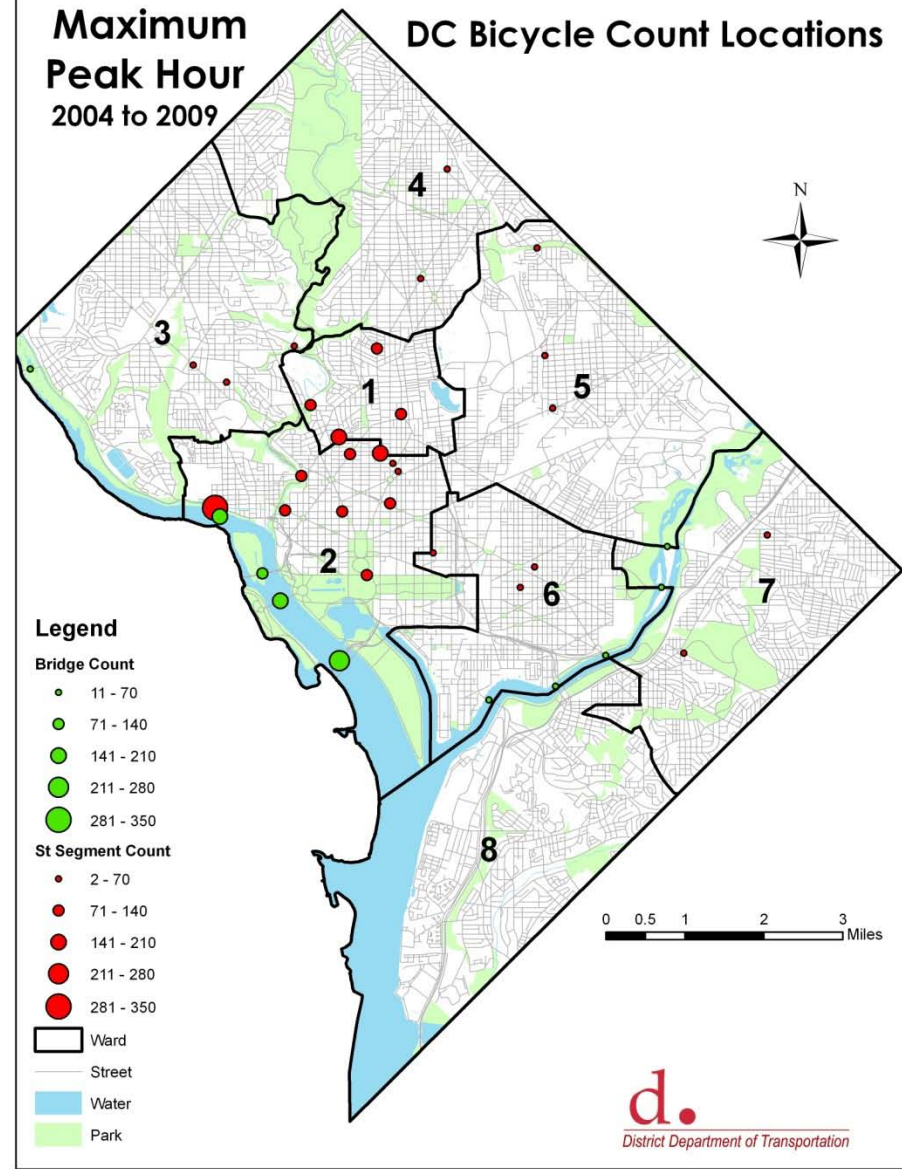 Maximum
Peak Hour
2004 to 2009
DC Bicycle Count Locations
N
4
3
1
5
2
6
7
8
Legend
Bridge Count
11 - 70
71 - 140
141 - 210
211 - 280
281 - 350
St Segment Count
2 - 70
71 - 140
141 - 210
211 - 280
281 - 350
Ward
Street
Water
Park
0 0.5 1 2 3
Miles
d.
District Department of Transportation